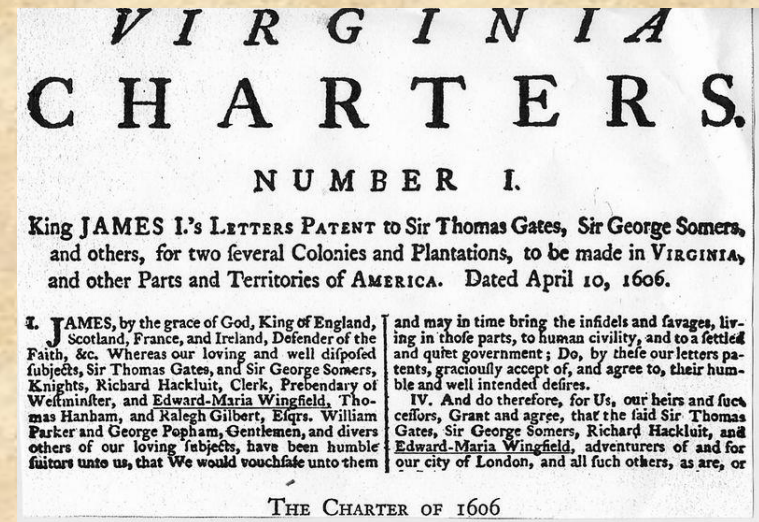 VIRGINIA
CHARTERS.
NUMBER I.
King JAMES I.'s LETTERS PATENT to Sir Thomas Gates, Sir George Somers,
and others, for two ſeveral Colonies and Plantations, to be made in VIRGINIA,
and other Parts and Territories of AMERICA. Dated April 10, 1606.
I. JAMES, by the grace of God, King of England,
Scotland, France, and Ireland, Defender of the
Faith, &c. Whereas our loving and well diſpoſed
ſubjects, Sir Thomas Gates, and Sir George Somers,
Knights, Richard Hackluit, Clerk, Prebendary of
Weſtminſter, and Edward-Maria Wingfield, Tho-
mas Hanham, and Ralegh Gilbert, Eſqrs. William
Parker and George Popham, Gentlemen, and divers
others of our loving ſubjects, have been humble
ſuitors unto us, that We would vouchſafe unto them
and may in time bring the infidels and ſavages, liv-
ing in thoſe parts, to human civility, and to a ſettled
and quiet government; Do, by theſe our letters pa-
tents, graciouſly accept of, and agree to, their hum-
ble and well intended deſires.
IV. And do therefore, for Us, our heirs and ſuc
ceſſors, Grant and agree, that the ſaid Sir Thomas
Gates, Sir George Somers, Richard Hackluit, and
Edward-Maria Wingfield, adventurers of and for
our city of London, and all ſuch others, as are, or
THE CHARTER OF 1606